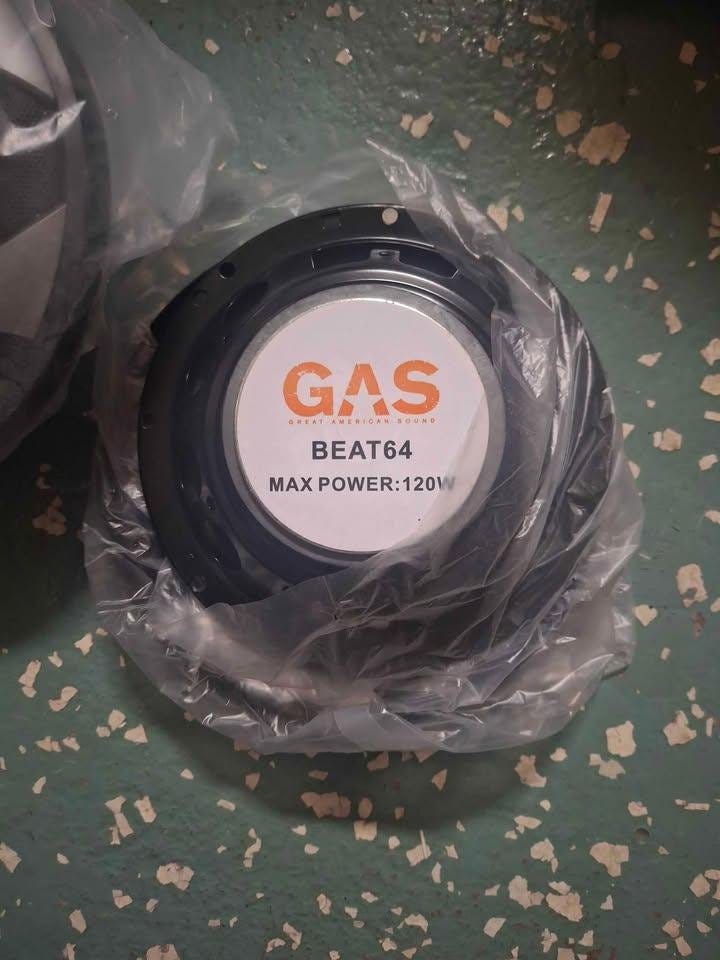 GAS
GREAT AMERICAN SOUND
BEAT64
MAX POWER:120W